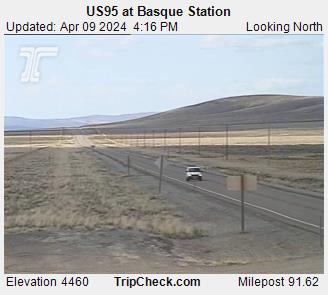 US95 at Basque Station
Updated: Apr 09 2024 4:16 PM Looking North
Elevation 4460 TripCheck.com Milepost 91.62